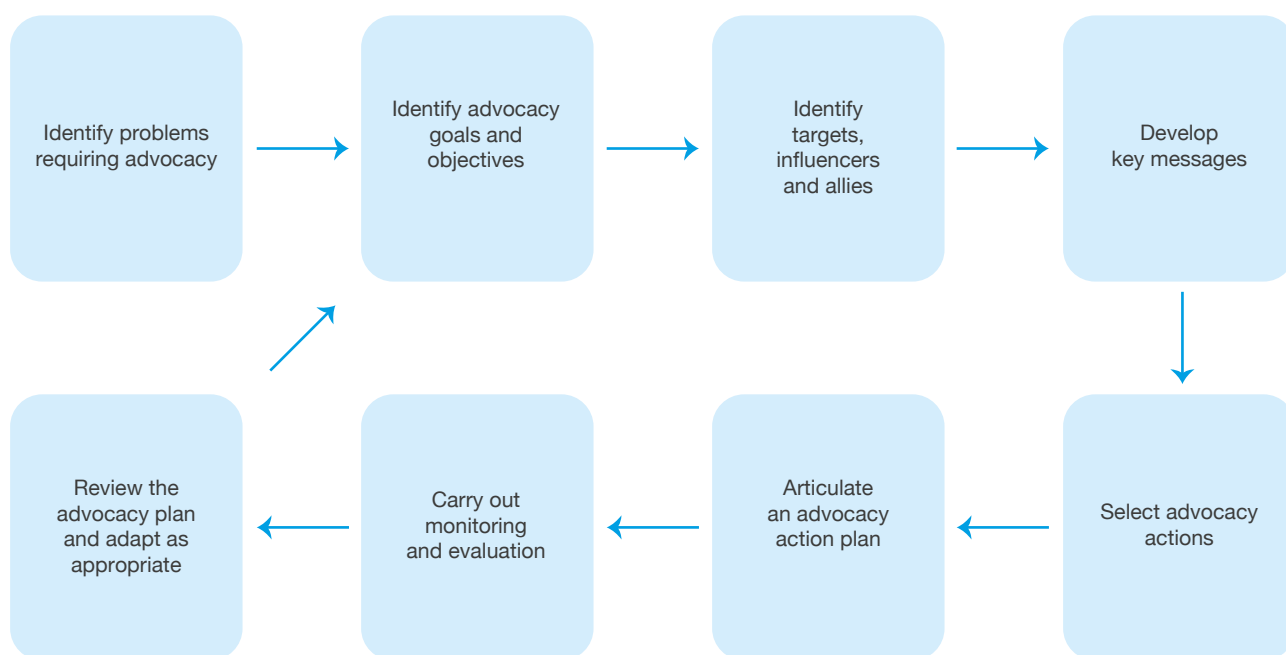 Identify problems
requiring advocacy
Identify advocacy
goals and
objectives
Identify
targets,
influencers
and allies
Develop
key messages
Review the
advocacy plan
and adapt as
appropriate
Carry out
monitoring
and evaluation
Articulate
an advocacy
action plan
Select advocacy
actions